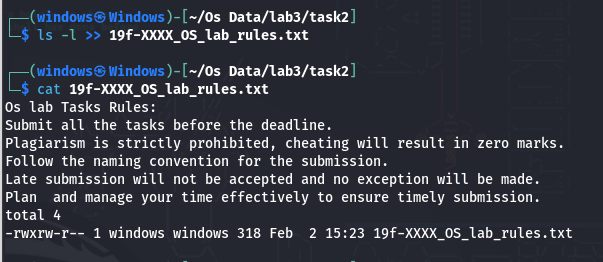 ┌──(windows㉿Windows)-[~/Os Data/lab3/task2]
└─$ ls -l >> 19f-XXXX_OS_lab_rules.txt
┌──(windows㉿Windows)-[~/Os Data/lab3/task2]
└─$ cat 19f-XXXX_OS_lab_rules.txt
Os lab Tasks Rules:
Submit all the tasks before the deadline.
Plagiarism is strictly prohibited, cheating will result in zero marks.
Follow the naming convention for the submission.
Late submission will not be accepted and no exception will be made.
Plan  and manage your time effectively to ensure timely submission.
total 4
-rwxrw-r-- 1 windows windows 318 Feb  2 15:23 19f-XXXX_OS_lab_rules.txt